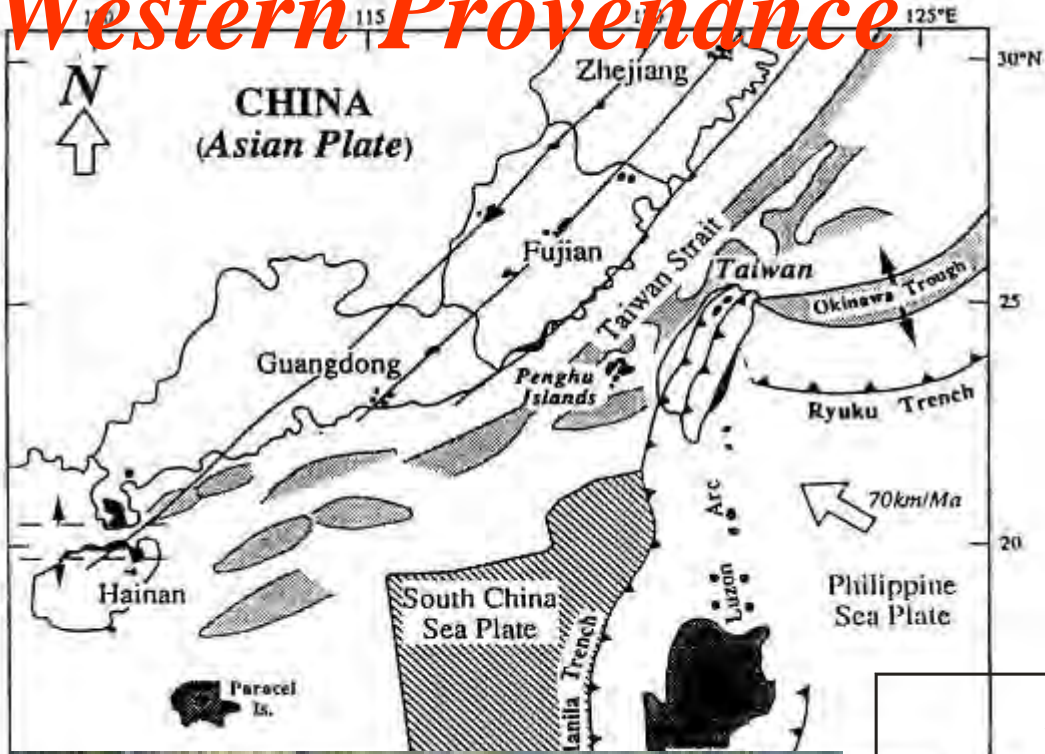 Western Provenance
115
125°E
30°N
N
CHINA
(Asian Plate)
Zhejiang
Fujian
Taiwan Strait
Taiwan
Okinawa Trough
25
Guangdong
Penghu
Islands
Ryuku Trench
Arc
70km/Ma
20
Hainan
Luzon
South China
Sea Plate
Philippine
Sea Plate
Paracel
Is.
anila Trench